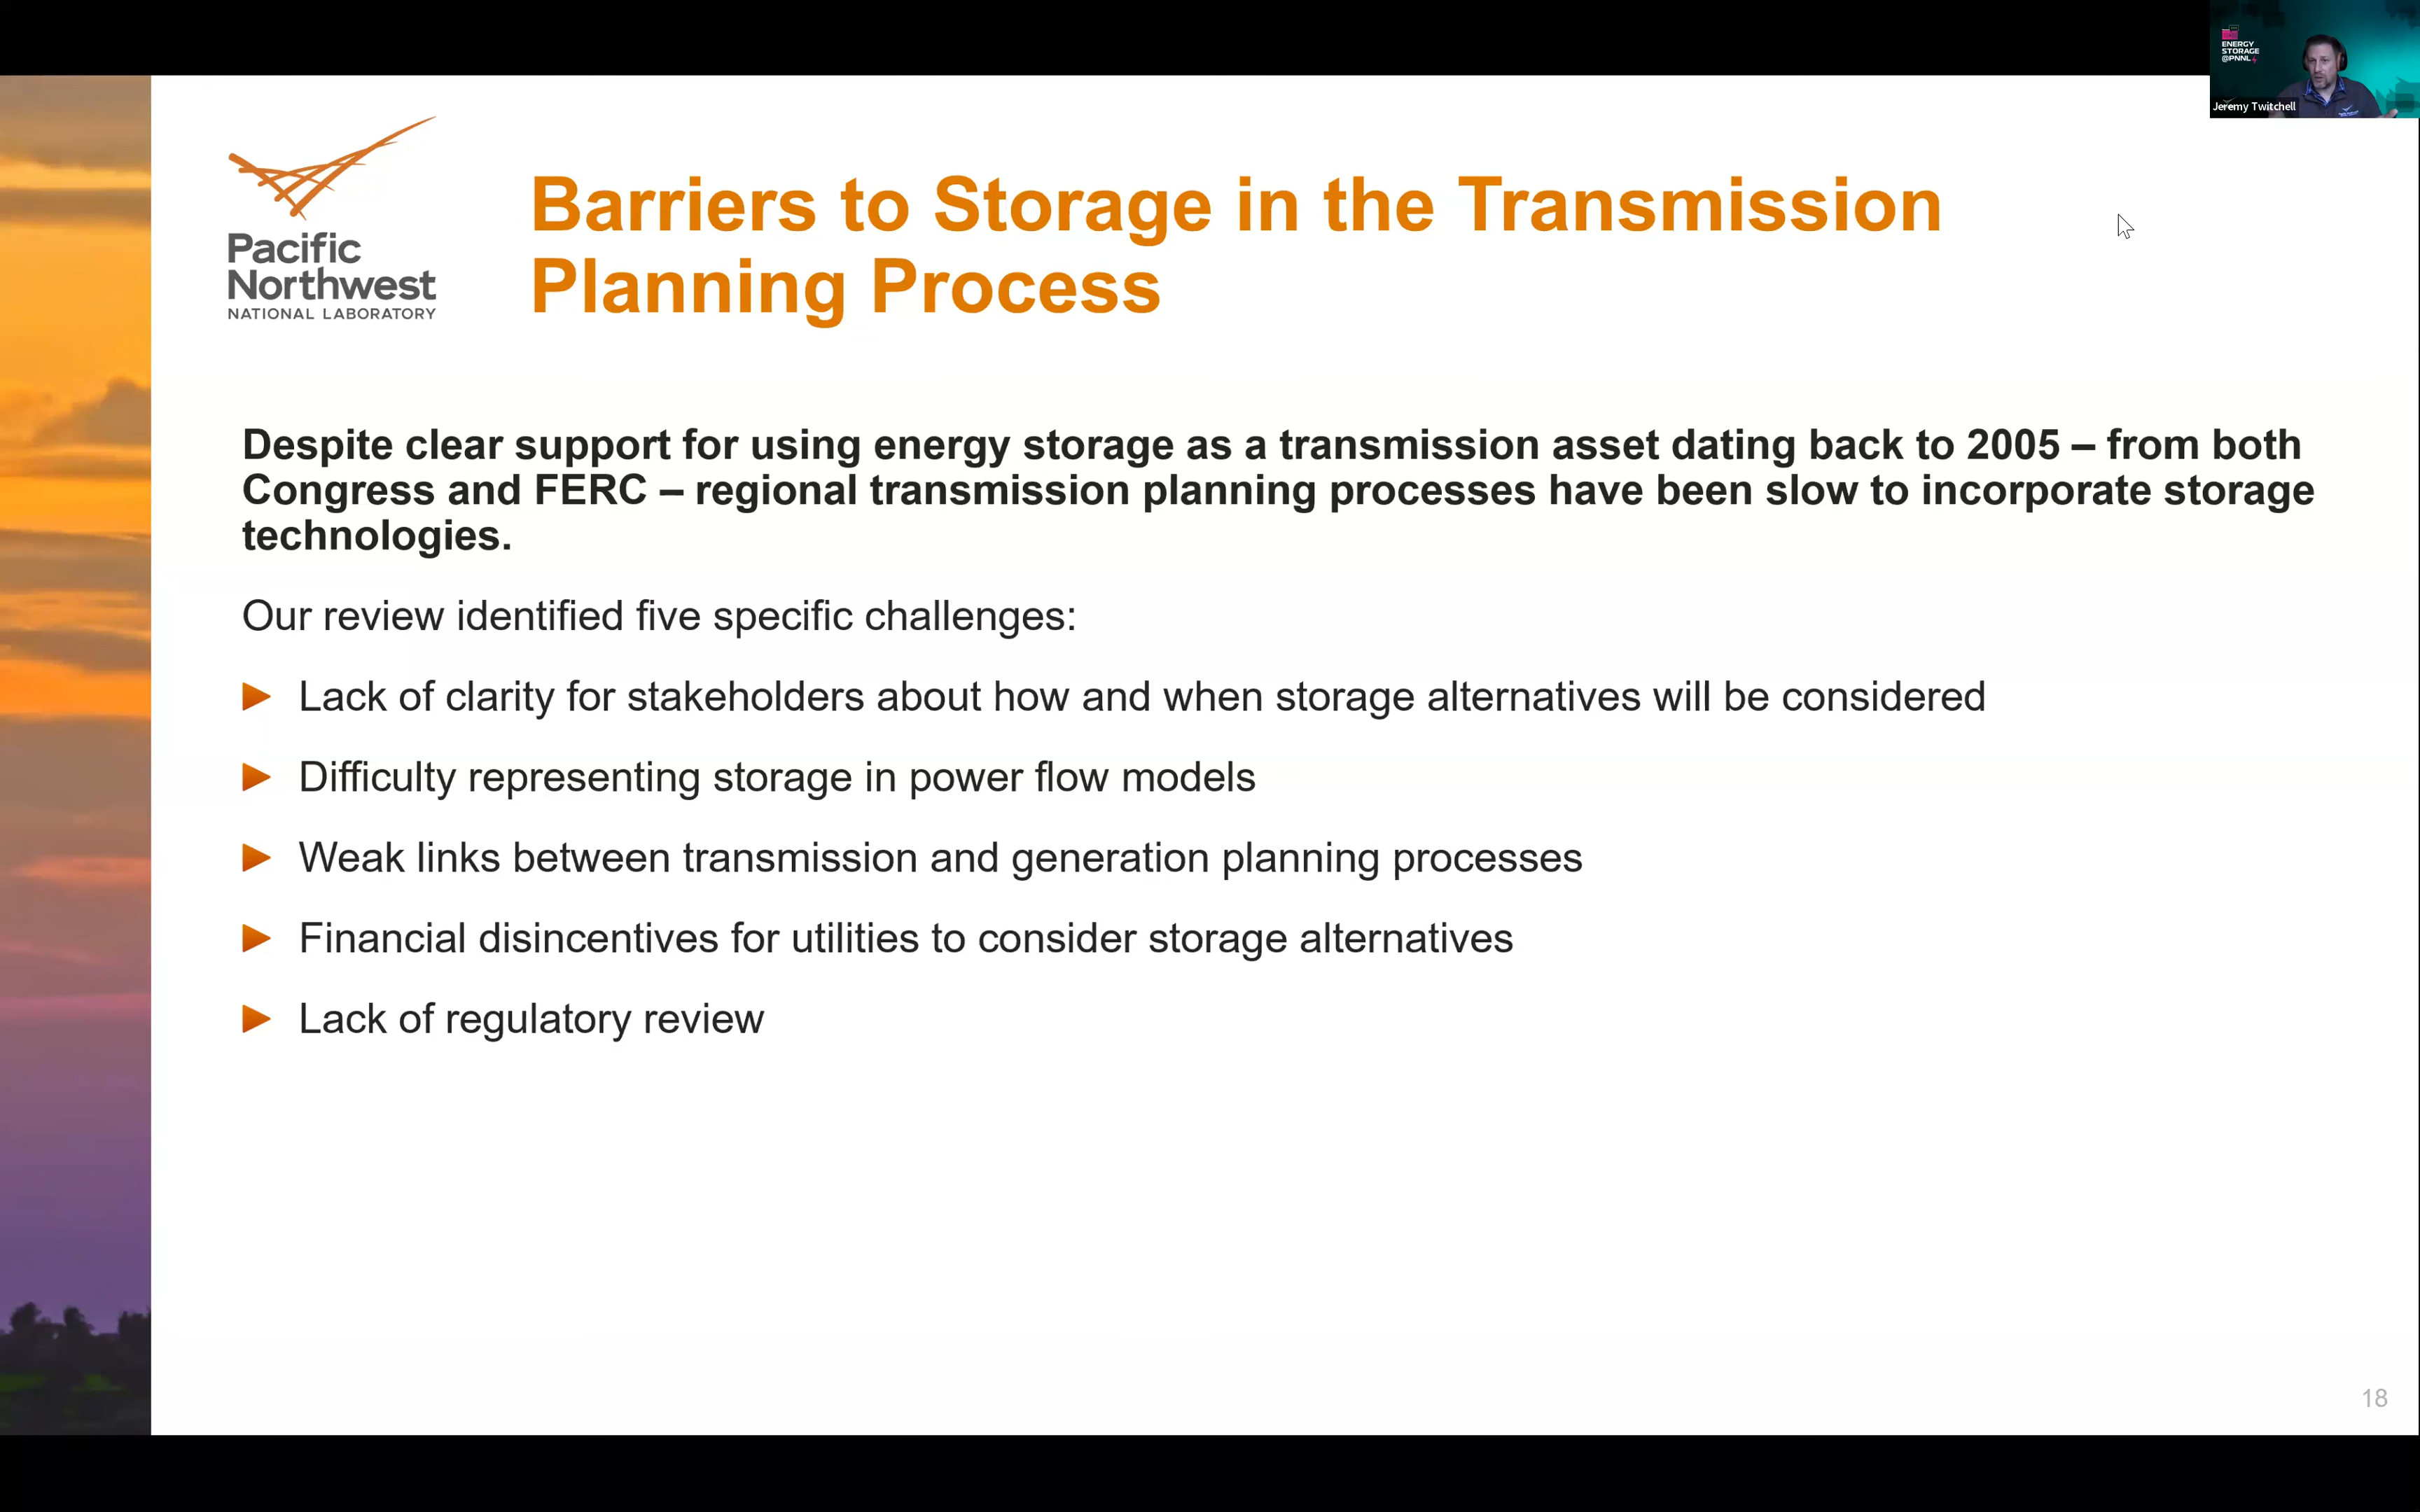 ENERGY
STORAGE
@PNNL
Jeremy Twitchell
Pacific
Northwest
NATIONAL LABORATORY
Barriers to Storage in the Transmission
Planning Process
Despite clear support for using energy storage as a transmission asset dating back to 2005 – from both
Congress and FERC – regional transmission planning processes have been slow to incorporate storage
technologies.
Our review identified five specific challenges:
Lack of clarity for stakeholders about how and when storage alternatives will be considered
Difficulty representing storage in power flow models
Weak links between transmission and generation planning processes
Financial disincentives for utilities to consider storage alternatives
Lack of regulatory review
18